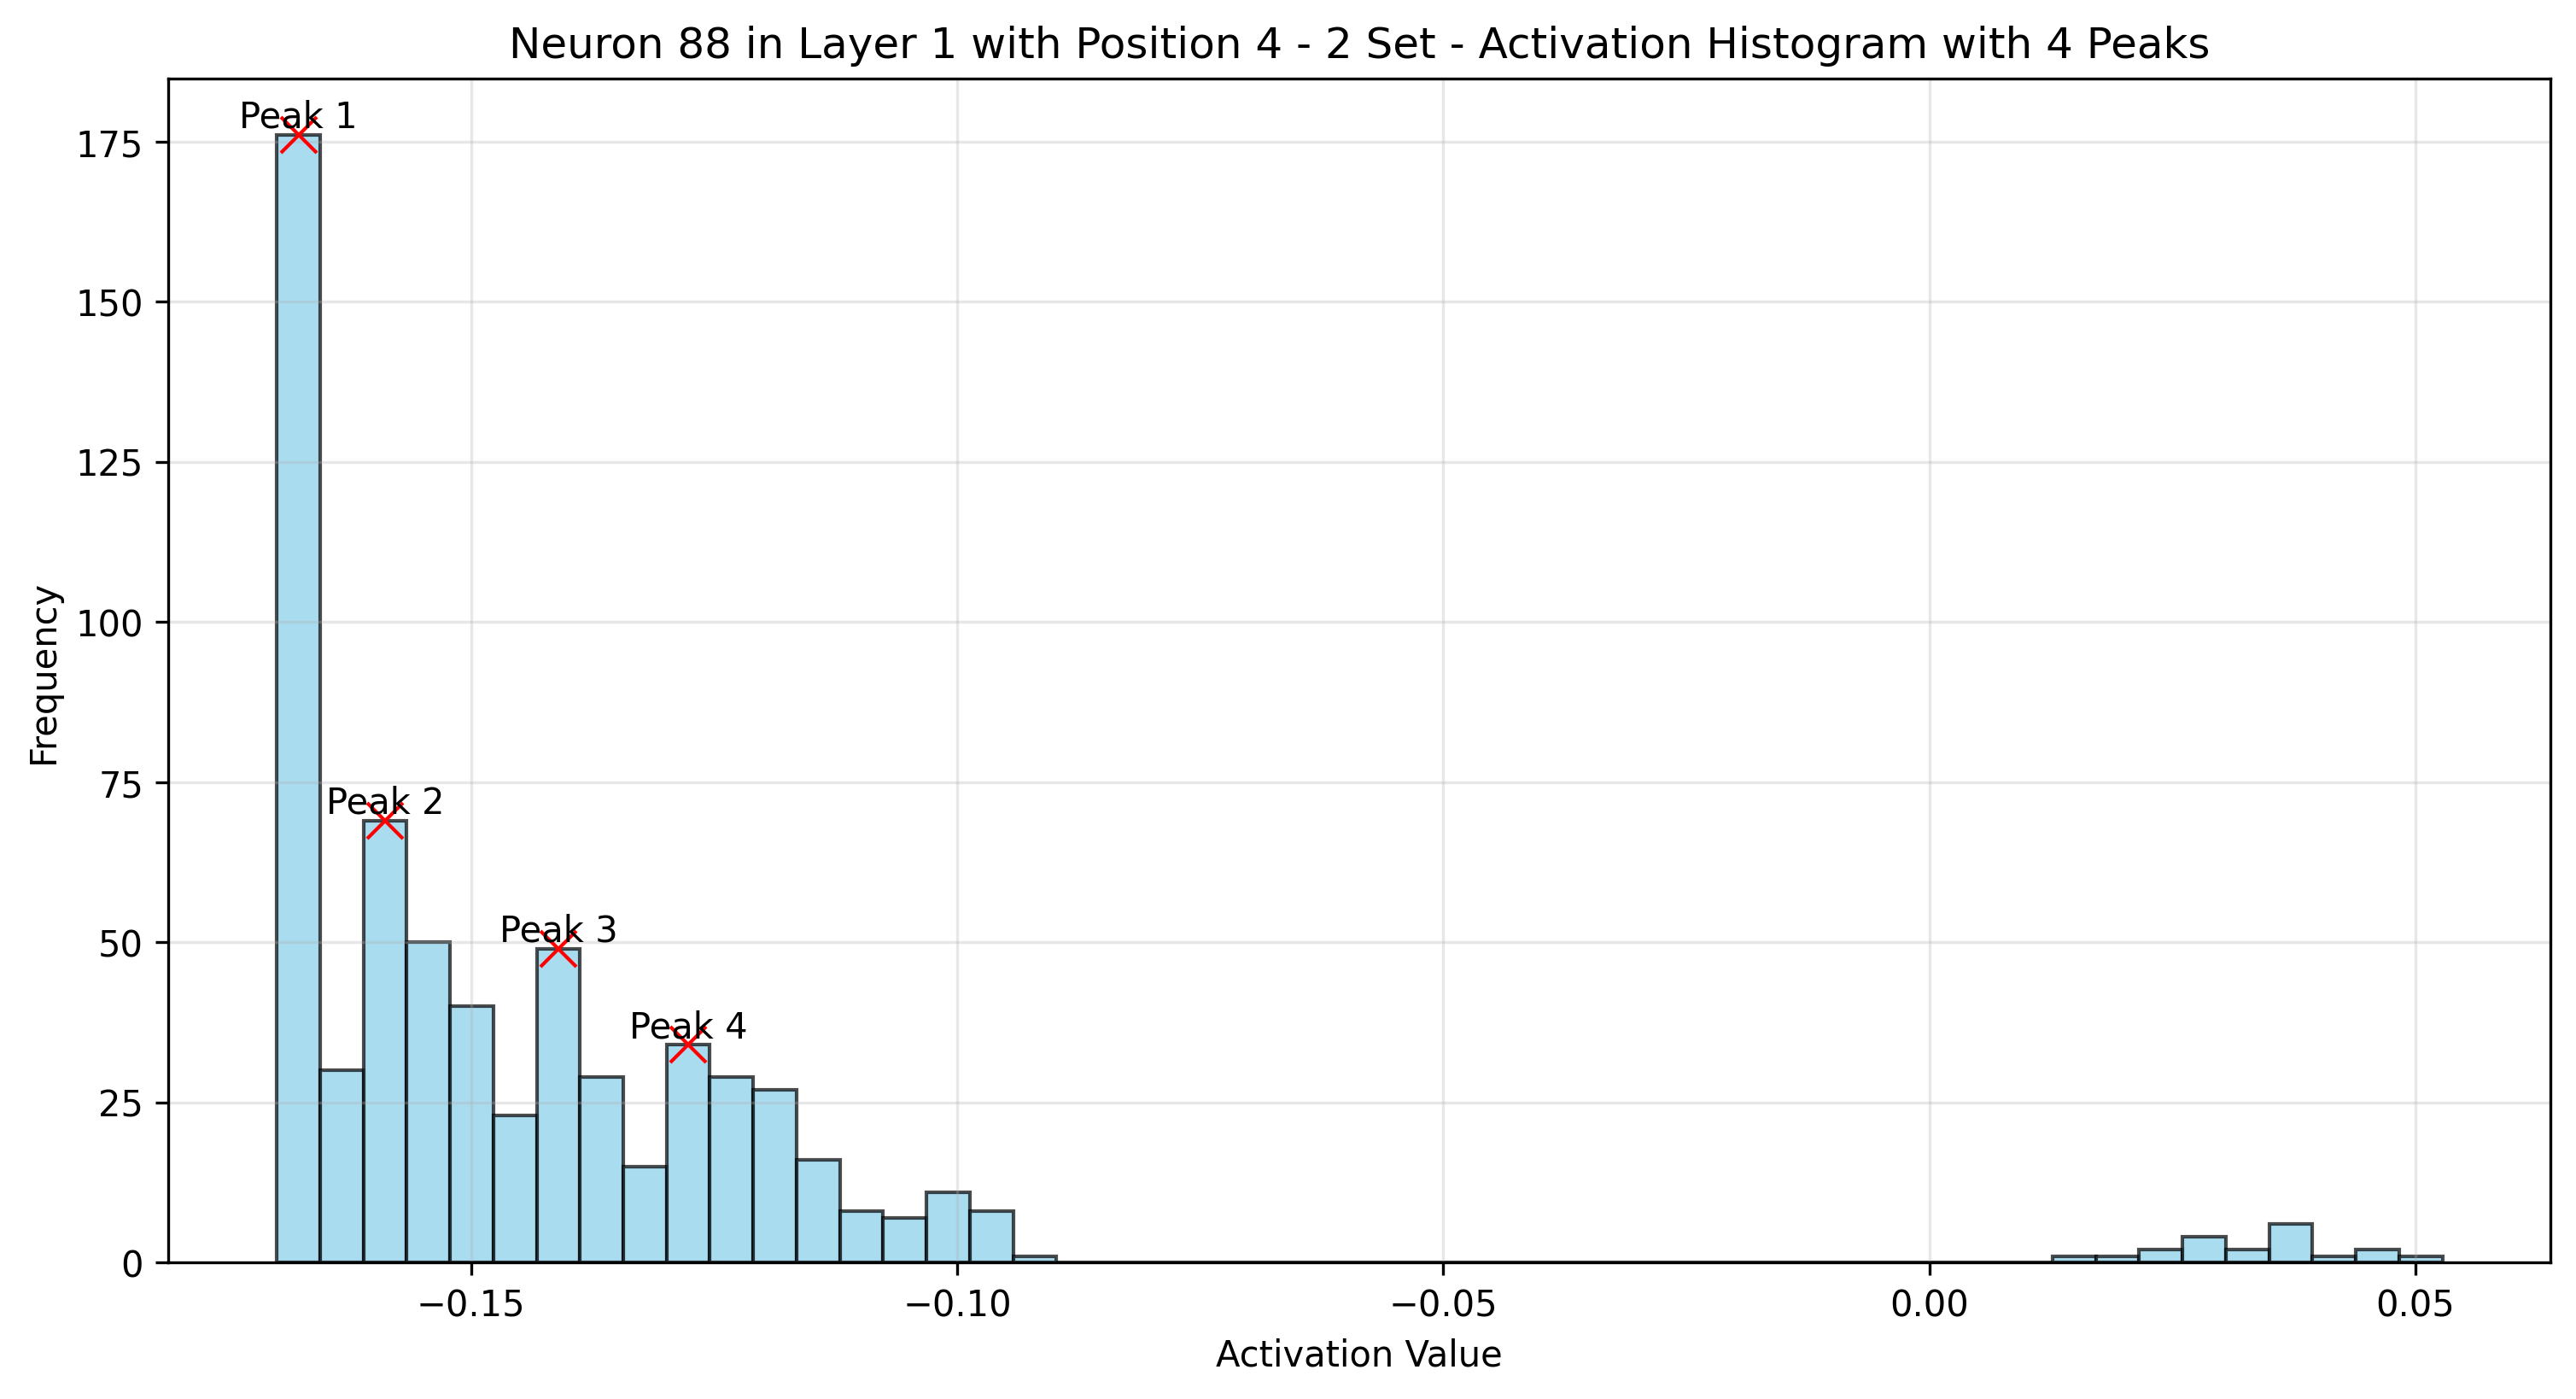 Neuron 88 in Layer 1 with Position 4 - 2 Set - Activation Histogram with 4 Peaks
Peak 1
Peak 2
Peak 3
Peak 4
175
150
125
100
75
50
25
0
Frequency
−0.15
−0.10
−0.05
0.00
0.05
Activation Value